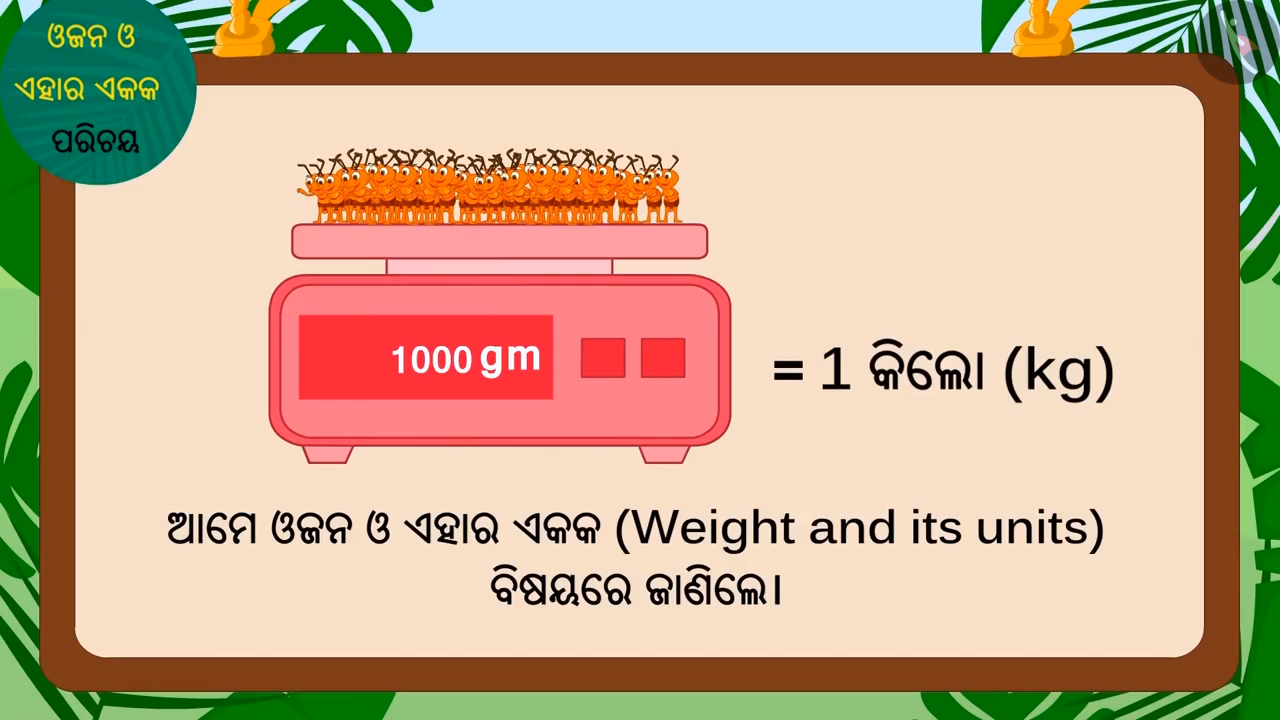 ଓଜନ ଓ
ଏହାର ଏକକ
ପରିଚୟ
1000 gm
= 1 କିଲୋ (kg)
ଆମେ ଓଜନ ଓ ଏହାର ଏକକ (Weight and its units)
ବିଷୟରେ ଜାଣିଲେ।